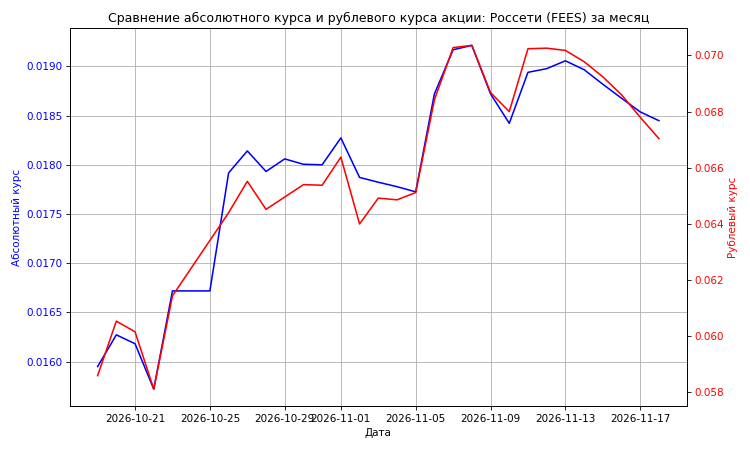 Сравнение абсолютного курса и рублевого курса акции: Россети (FEES) за месяц
Абсолютный курс
0.0190
0.0185
0.0180
0.0175
0.0170
0.0165
0.0160
0.070
0.068
0.066
0.064
0.062
0.060
0.058
Рублевый курс
2026-10-21 2026-10-25 2026-10-29 2026-11-01 2026-11-05 2026-11-09 2026-11-13 2026-11-17
Дата